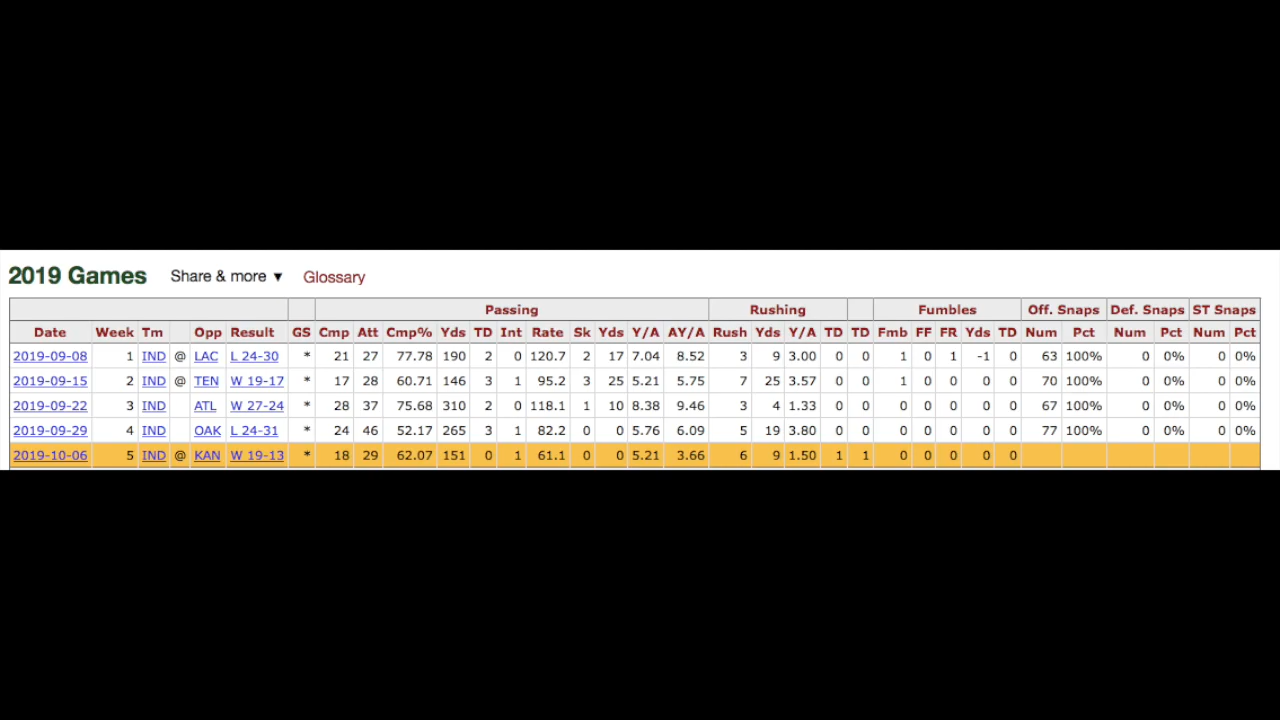 2019 Games Share & more ▼ Glossary
Passing Rushing Fumbles Off. Snaps Def. Snaps ST Snaps
Date Week Tm Opp Result GS Cmp Att Cmp% Yds TD Int Rate Sk Yds Y/A AY/A Rush Yds Y/A TD TD Fmb FF FR Yds TD Num Pct Num Pct Num Pct
2019-09-08 1 IND @ LAC L 24-30 * 21 27 77.78 190 2 0 120.7 2 17 7.04 8.52 3 9 3.00 0 0 1 0 1 -1 0 63 100% 0 0% 0 0%
2019-09-15 2 IND @ TEN W 19-17 * 17 28 60.71 146 3 1 95.2 3 25 5.21 5.75 7 25 3.57 0 0 1 0 0 0 0 70 100% 0 0% 0 0%
2019-09-22 3 IND ATL W 27-24 * 28 37 75.68 310 2 0 118.1 1 10 8.38 9.46 3 4 1.33 0 0 0 0 0 0 0 67 100% 0 0% 0 0%
2019-09-29 4 IND OAK L 24-31 * 24 46 52.17 265 3 1 82.2 0 0 5.76 6.09 5 19 3.80 0 0 0 0 0 0 0 77 100% 0 0% 0 0%
2019-10-06 5 IND @ KAN W 19-13 * 18 29 62.07 151 0 1 61.1 0 0 5.21 3.66 6 9 1.50 1 1 0 0 0 0 0